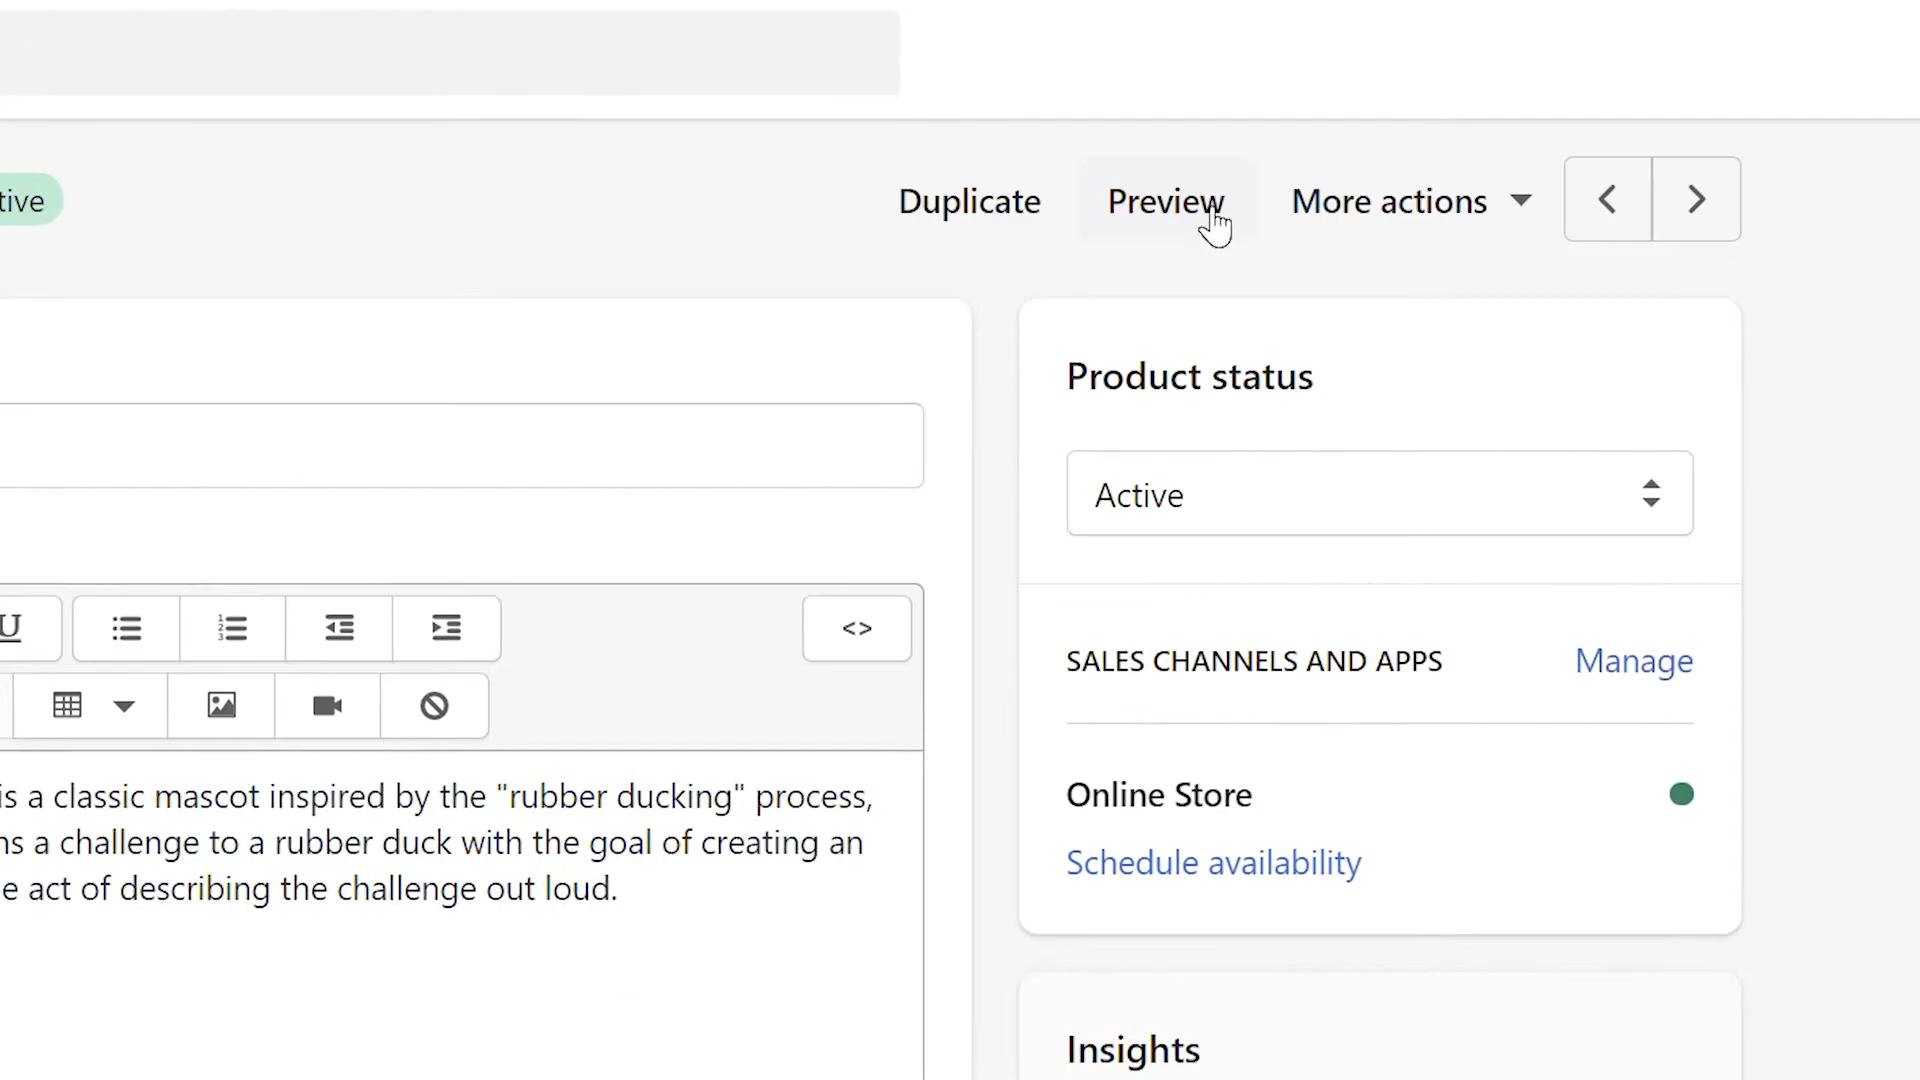 tive
Duplicate
Preview
More actions
Product status
Active
U
<>
SALES CHANNELS AND APPS
Manage
is a classic mascot inspired by the "rubber ducking" process,
ns a challenge to a rubber duck with the goal of creating an
e act of describing the challenge out loud.
Online Store
Schedule availability
Insights